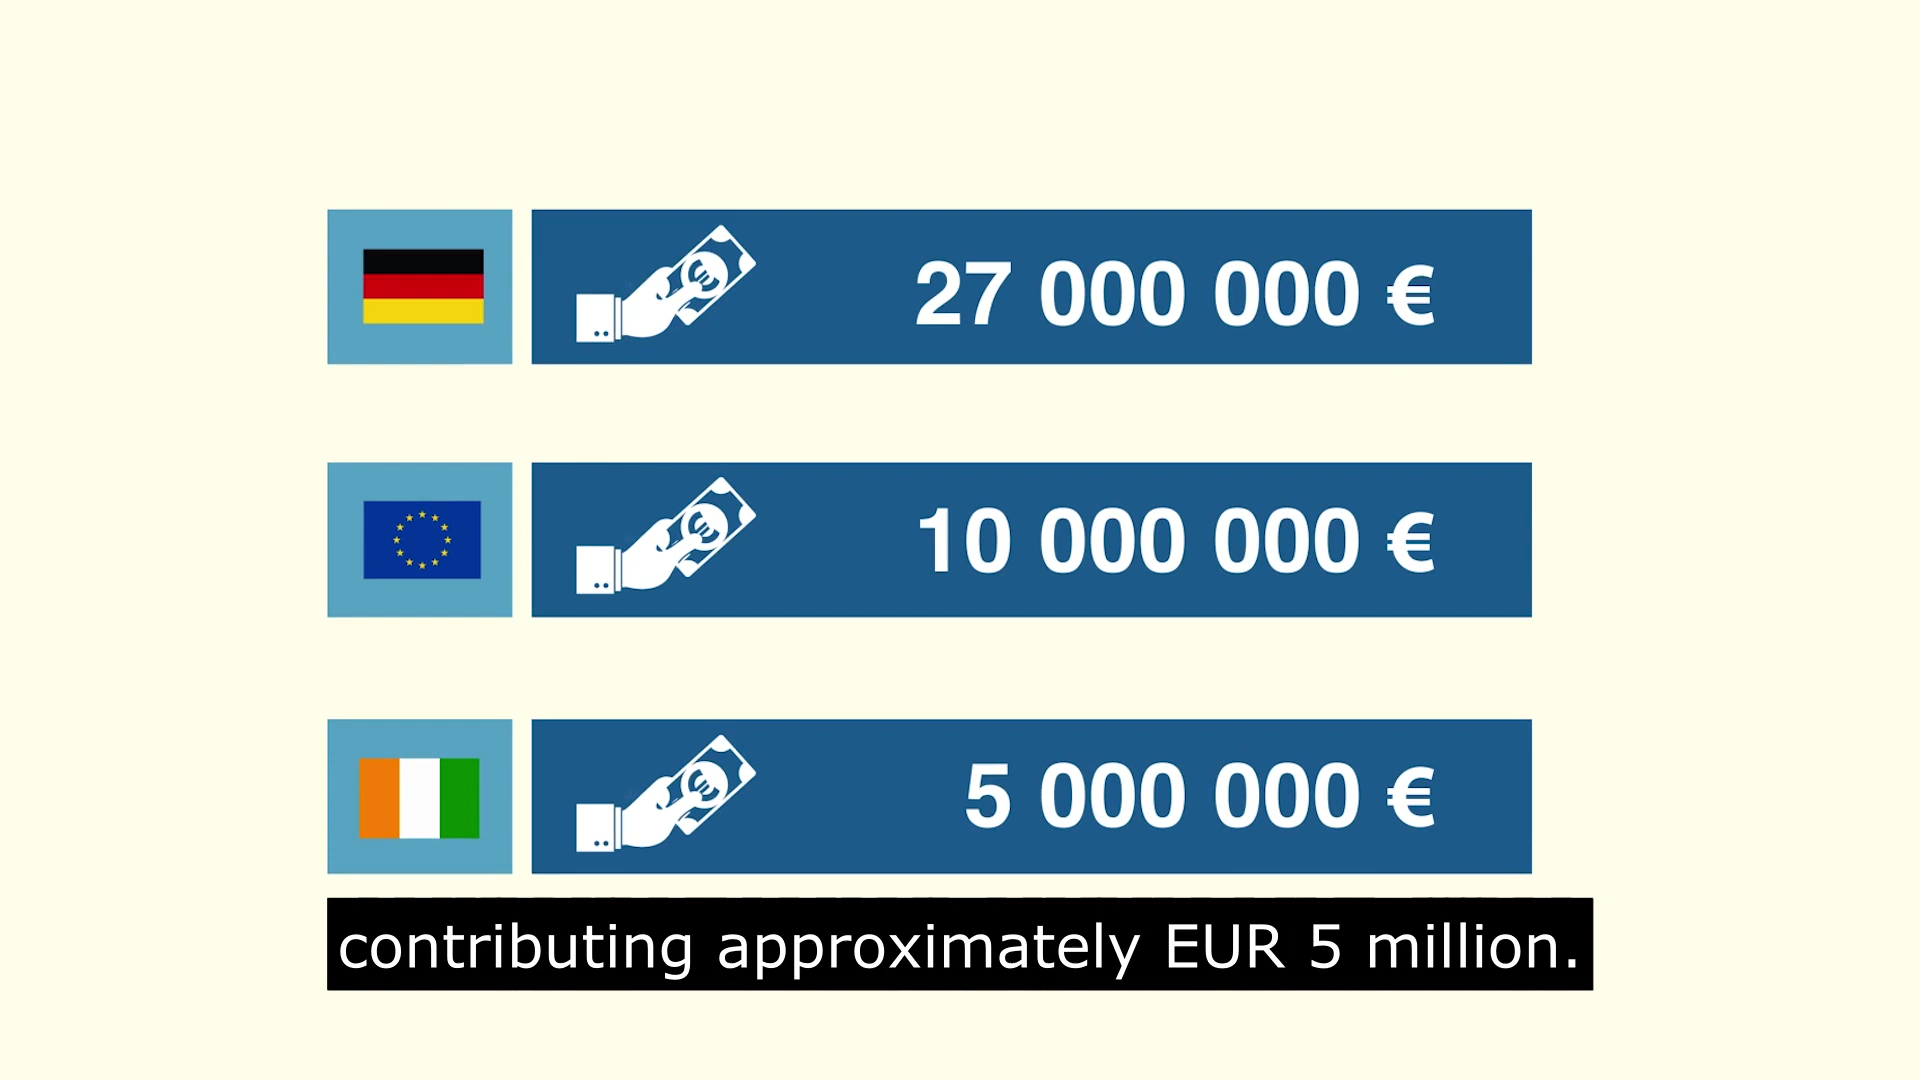 27 000 000 €
10 000 000 €
5 000 000 €
contributing approximately EUR 5 million.